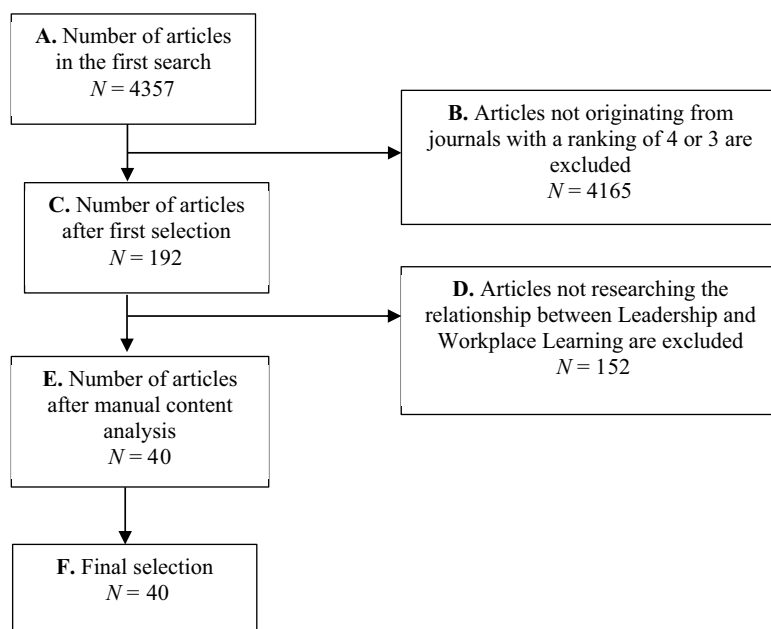 A. Number of articles
in the first search
N = 4357
B. Articles not originating from
journals with a ranking of 4 or 3 are
excluded
N = 4165
C. Number of articles
after first selection
N = 192
D. Articles not researching the
relationship between Leadership and
Workplace Learning are excluded
N = 152
E. Number of articles
after manual content
analysis
N = 40
F. Final selection
N = 40